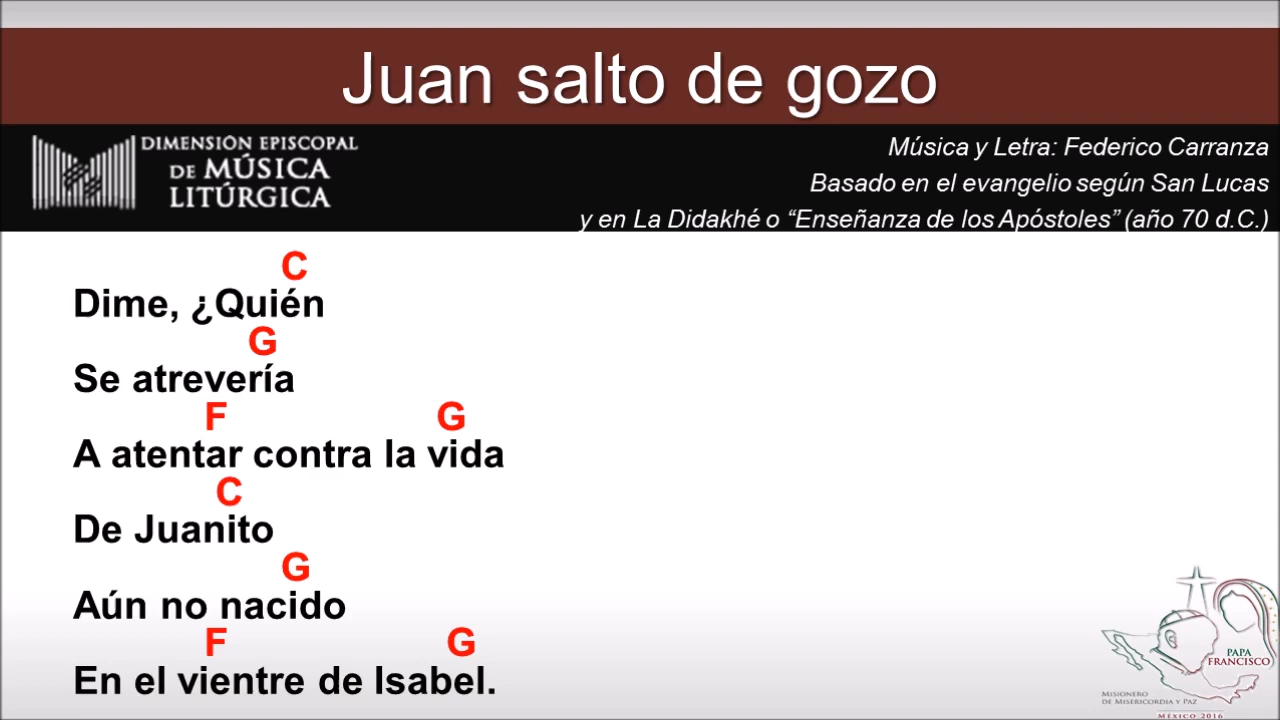 Juan salto de gozo
DIMENSIÓN EPISCOPAL
DE MÚSICA
LITÚRGICA
Música y Letra: Federico Carranza
Basado en el evangelio según San Lucas
y en La Didakhé o “Enseñanza de los Apóstoles” (año 70 d.C.)
C
Dime, ¿Quién
G
Se atrevería
F G
A atentar contra la vida
C
De Juanito
G
Aún no nacido
F G
En el vientre de Isabel.
PAPA
FRANCISCO
MISIONERO
DE MISERICORDIA Y PAZ
MÉXICO 2016